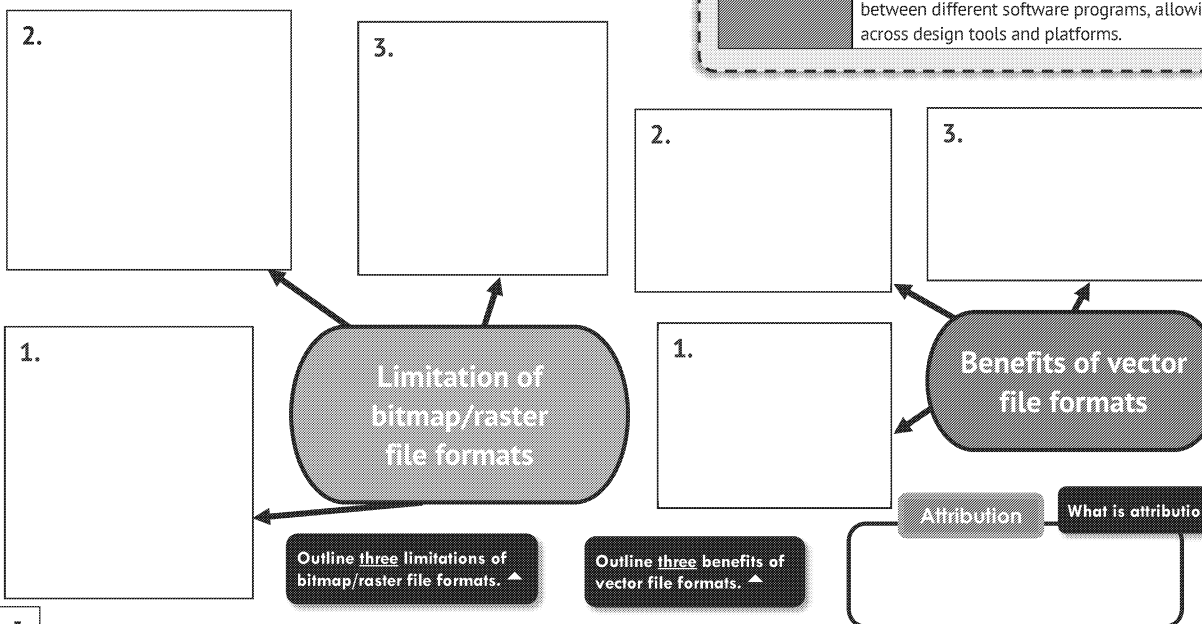 between different software programs, allowi
across design tools and platforms.
2.
3.
2.
3.
1.
Limitation of
bitmap/raster
file formats
1.
Benefits of vector
file formats
Attribution
What is attributio
Outline three limitations of
bitmap/raster file formats.
Outline three benefits of
vector file formats.